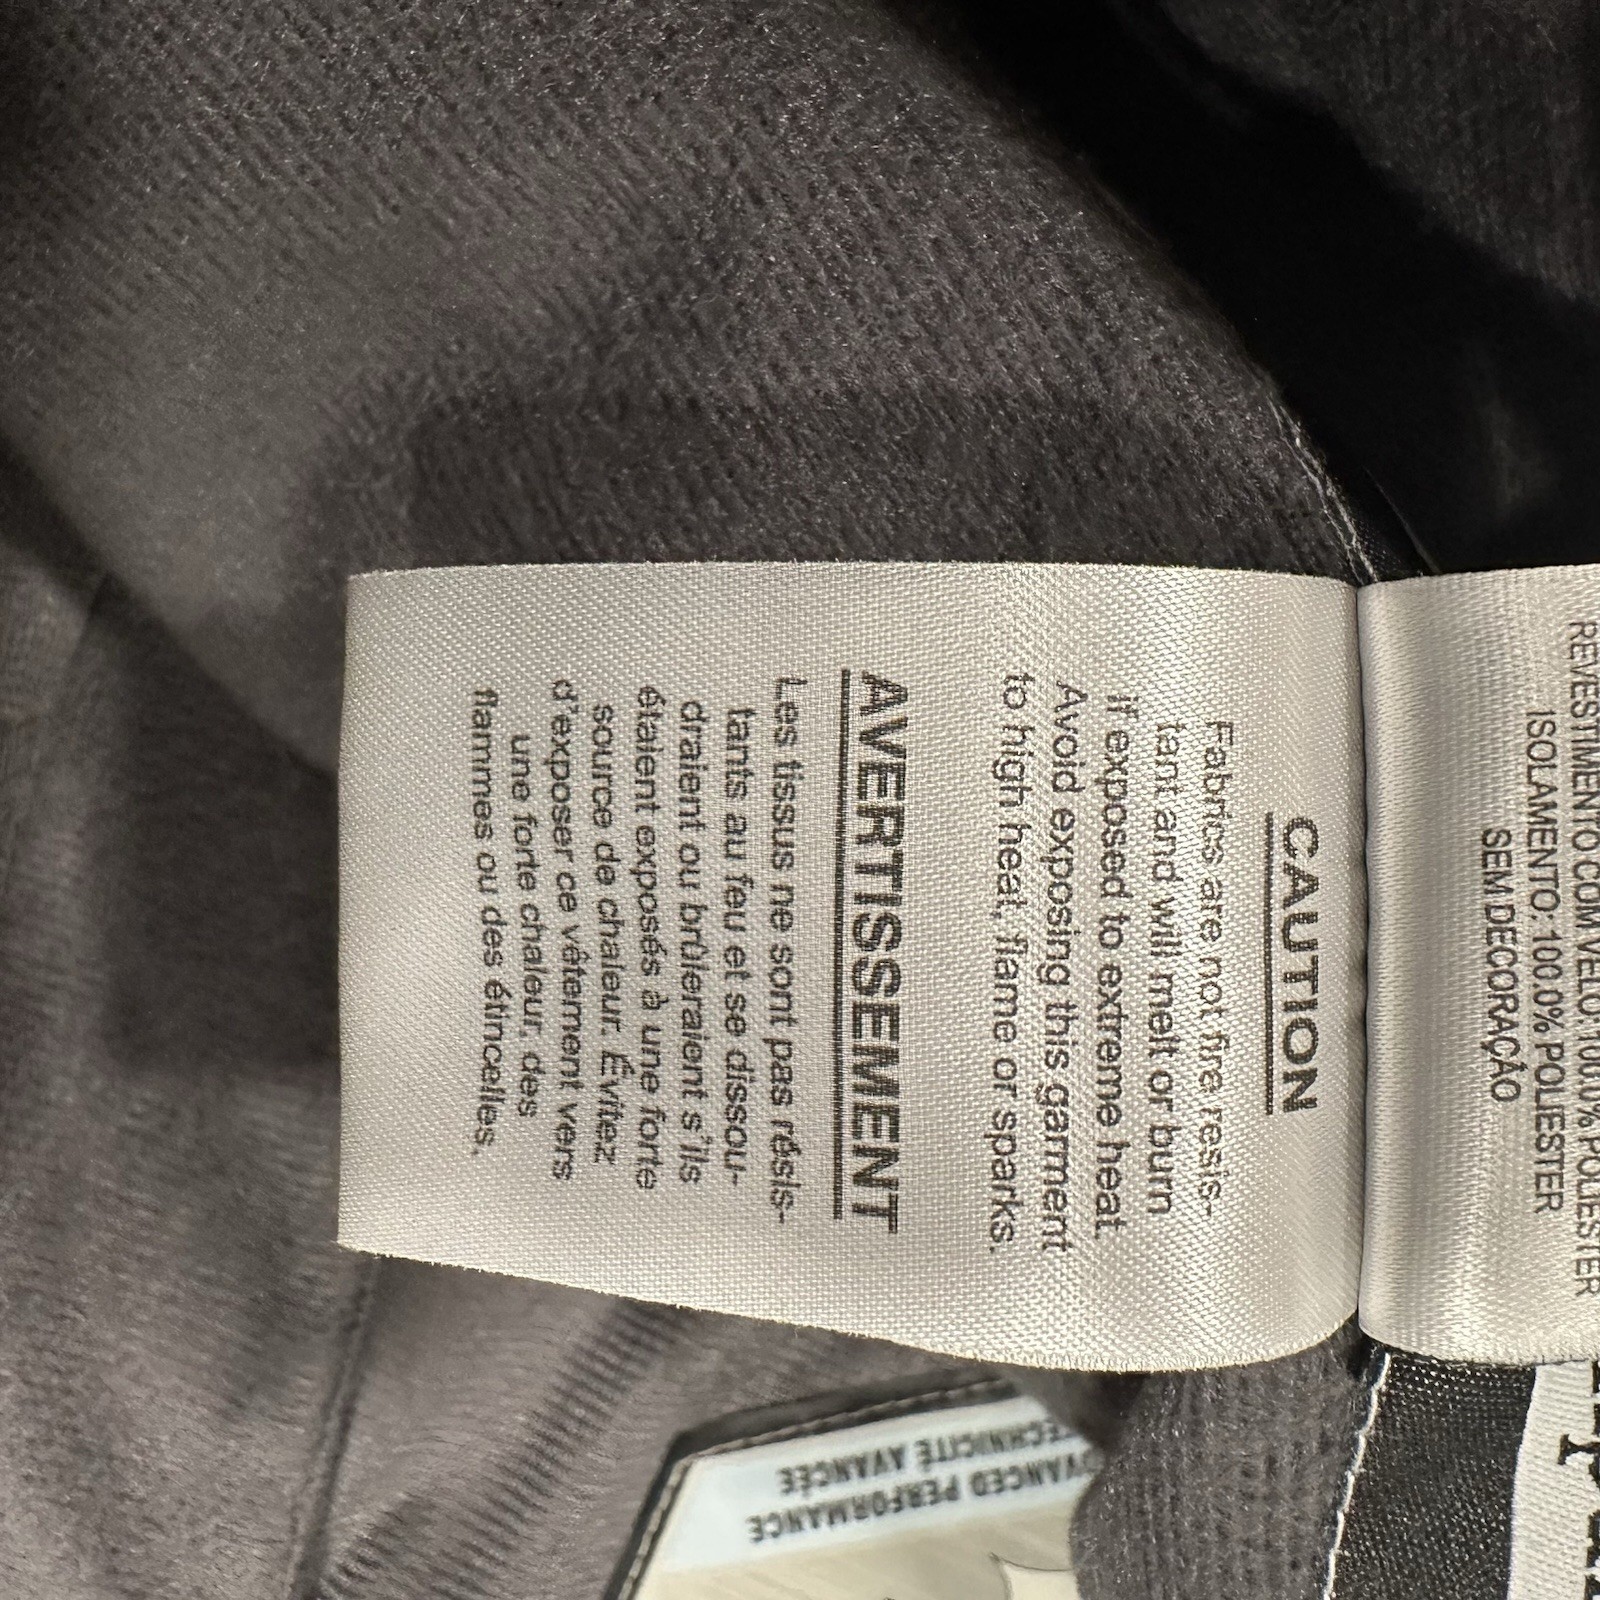 REVESTIMENTO COM VELO: 100.0% POLIESTER
ISOLAMENTO: 100.0% POLIESTER
SEM DECORAÇÃO
CAUTION
Fabrics are not fire resis-
tant and will melt or burn
if exposed to extreme heat.
Avoid exposing this garment
to high heat, flame or sparks.
AVERTISSEMENT
Les tissus ne sont pas résis-
tants au feu et se dissou-
draient ou brûleraient s'ils
étaient exposés à une forte
source de chaleur. Évitez
d'exposer ce vêtement vers
une forte chaleur, des
flammes ou des étincelles.
ADVANCED PERFORMANCE
TECHNICITÉ AVANCÉE